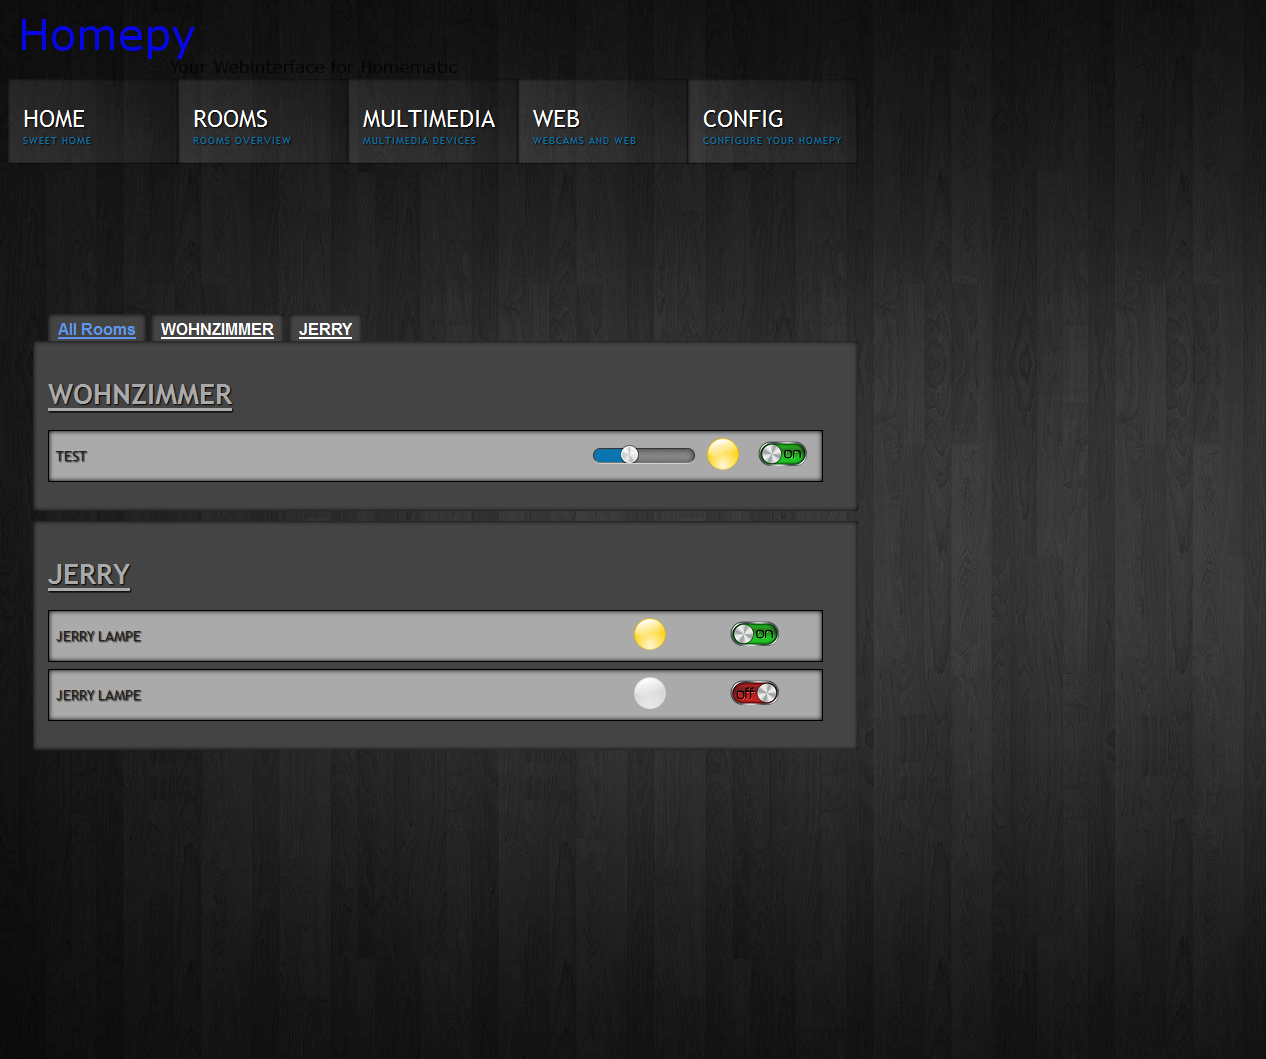 Homepy
Your Webinterface for Homematic
HOME ROOMS MULTIMEDIA WEB CONFIG
SWEET HOME ROOMS OVERVIEW MULTIMEDIA DEVICES WEBCAMS AND WEB CONFIGURE YOUR HOMEPY
All Rooms WOHNZIMMER JERRY
WOHNZIMMER
TEST on
JERRY
JERRY LAMPE on
JERRY LAMPE off